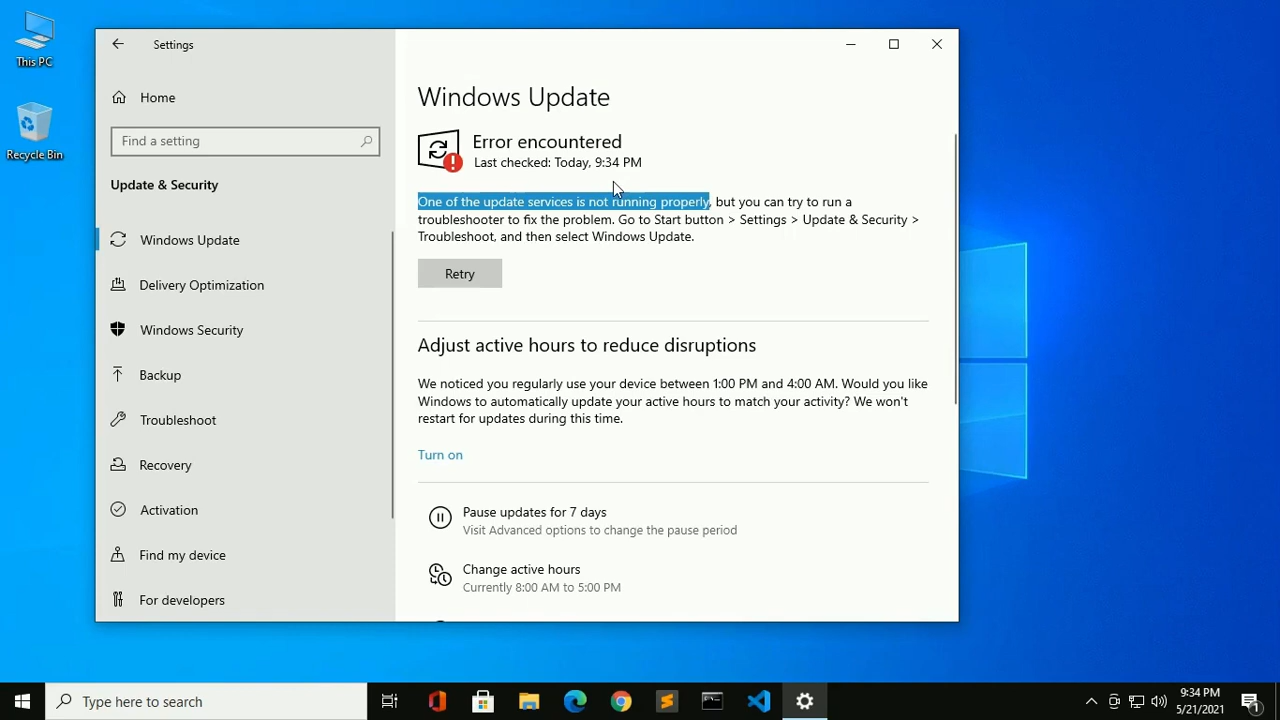 This PC
Recycle Bin
Settings
Home
Find a setting
Update & Security
Windows Update
Delivery Optimization
Windows Security
Backup
Troubleshoot
Recovery
Activation
Find my device
For developers
Windows Update
Error encountered
Last checked: Today, 9:34 PM
One of the update services is not running properly, but you can try to run a
troubleshooter to fix the problem. Go to Start button > Settings > Update & Security >
Troubleshoot, and then select Windows Update.
Retry
Adjust active hours to reduce disruptions
We noticed you regularly use your device between 1:00 PM and 4:00 AM. Would you like
Windows to automatically update your active hours to match your activity? We won't
restart for updates during this time.
Turn on
Pause updates for 7 days
Visit Advanced options to change the pause period
Change active hours
Currently 8:00 AM to 5:00 PM
Type here to search
9:34 PM
5/21/2021
1